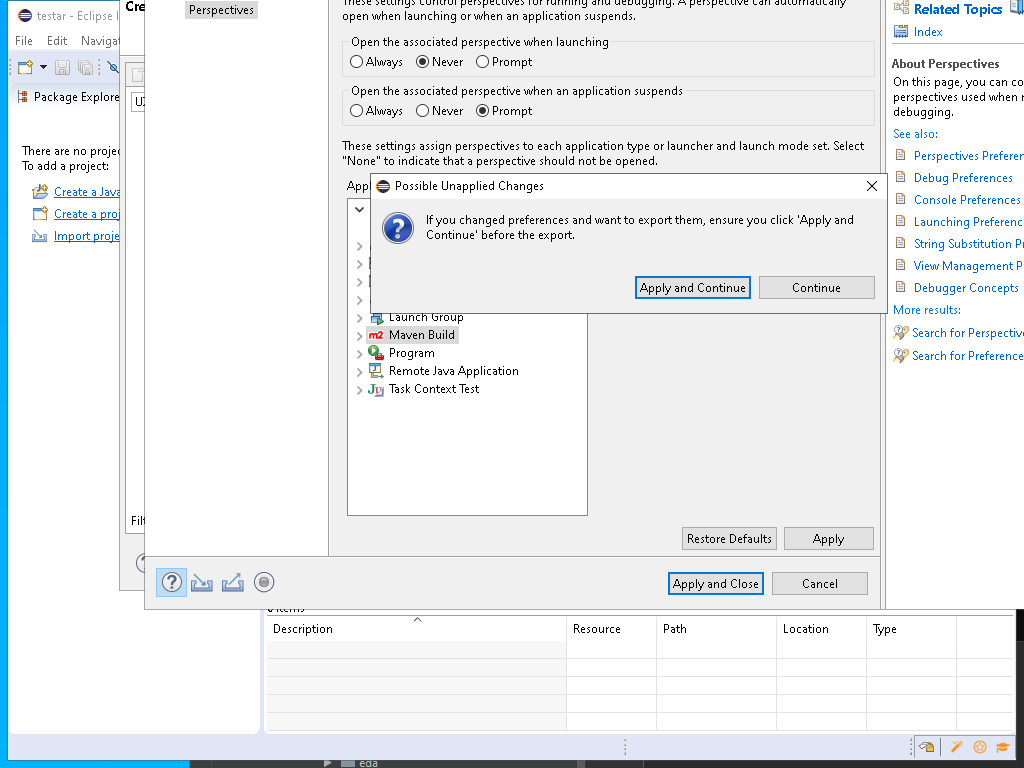 testar - Eclipse I
File Edit Navigat
Package Explore
There are no projec
To add a project:
Create a Java
Create a proj
Import proje
Cre
Filt
Perspectives
These settings control perspectives for running and debugging. A perspective can automatically
open when launching or when an application suspends.
Open the associated perspective when launching
Always Never Prompt
Open the associated perspective when an application suspends
Always Never Prompt
These settings assign perspectives to each application type or launcher and launch mode set. Select
"None" to indicate that a perspective should not be opened.
Appl
Possible Unapplied Changes
If you changed preferences and want to export them, ensure you click 'Apply and
Continue' before the export.
Apply and Continue Continue
Launch Group
m2 Maven Build
Program
Remote Java Application
Ju Task Context Test
Restore Defaults Apply
Apply and Close Cancel
Related Topics
Index
About Perspectives
On this page, you can co
perspectives used when r
debugging.
See also:
Perspectives Preferen
Debug Preferences
Console Preferences
Launching Preferenc
String Substitution Pr
View Management P
Debugger Concepts
More results:
Search for Perspective
Search for Preference
0 items
Description Resource Path Location Type
eda